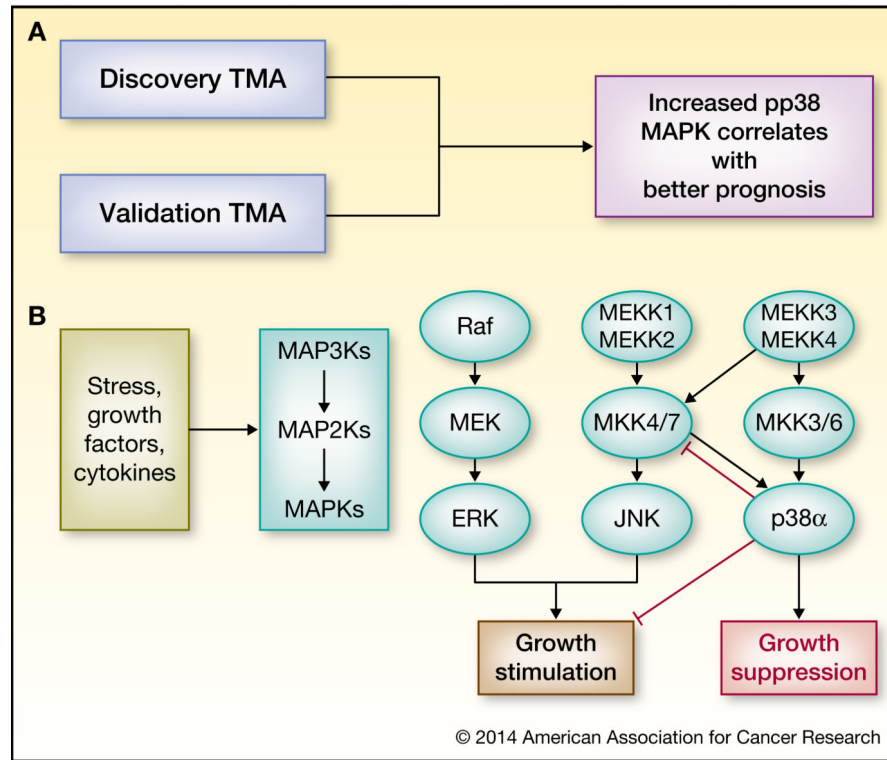 A
Discovery TMA
Validation TMA
Increased pp38
MAPK correlates
with
better prognosis
B
Stress,
growth
factors,
cytokines
MAP3Ks
MAP2Ks
MAPKs
Raf
MEK
ERK
MEKK1
MEKK2
MKK4/7
JNK
MEKK3
MEKK4
MKK3/6
p38α
Growth
stimulation
Growth
suppression
© 2014 American Association for Cancer Research